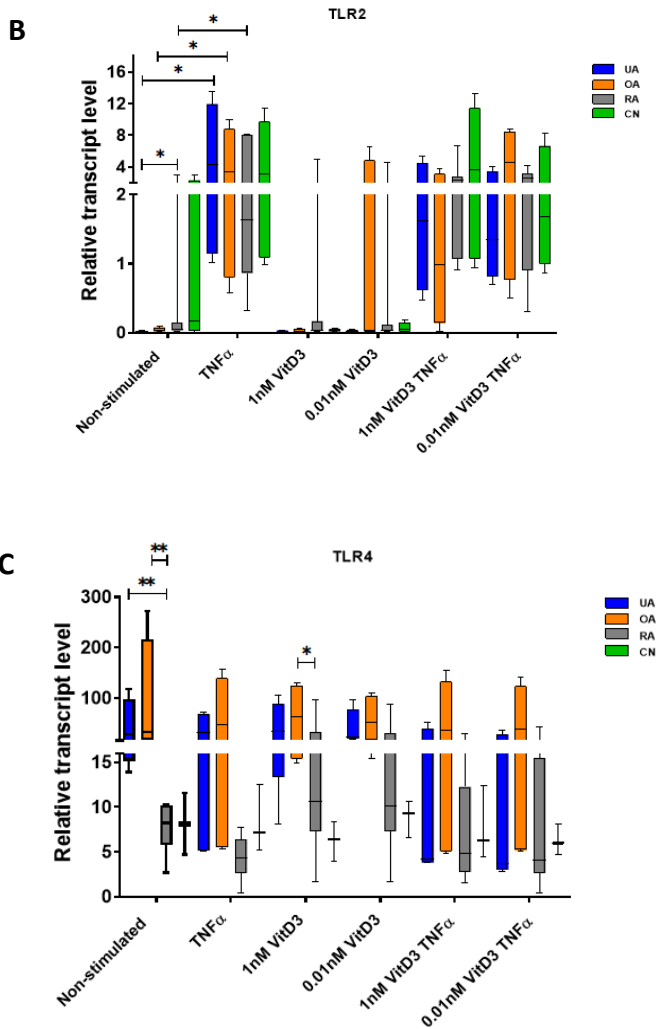 B
TLR2
*
*
*
*
16
12
8
4
2
1
0
Relative transcript level
UA
OA
RA
CN
Non-stimulated
TNFα
1nM VitD3
0.01nM VitD3
1nM VitD3 TNFα
0.01nM VitD3 TNFα
C
TLR4
**
**
*
300
200
100
15
10
5
0
Relative transcript level
UA
OA
RA
CN
Non-stimulated
TNFα
1nM VitD3
0.01nM VitD3
1nM VitD3 TNFα
0.01nM VitD3 TNFα